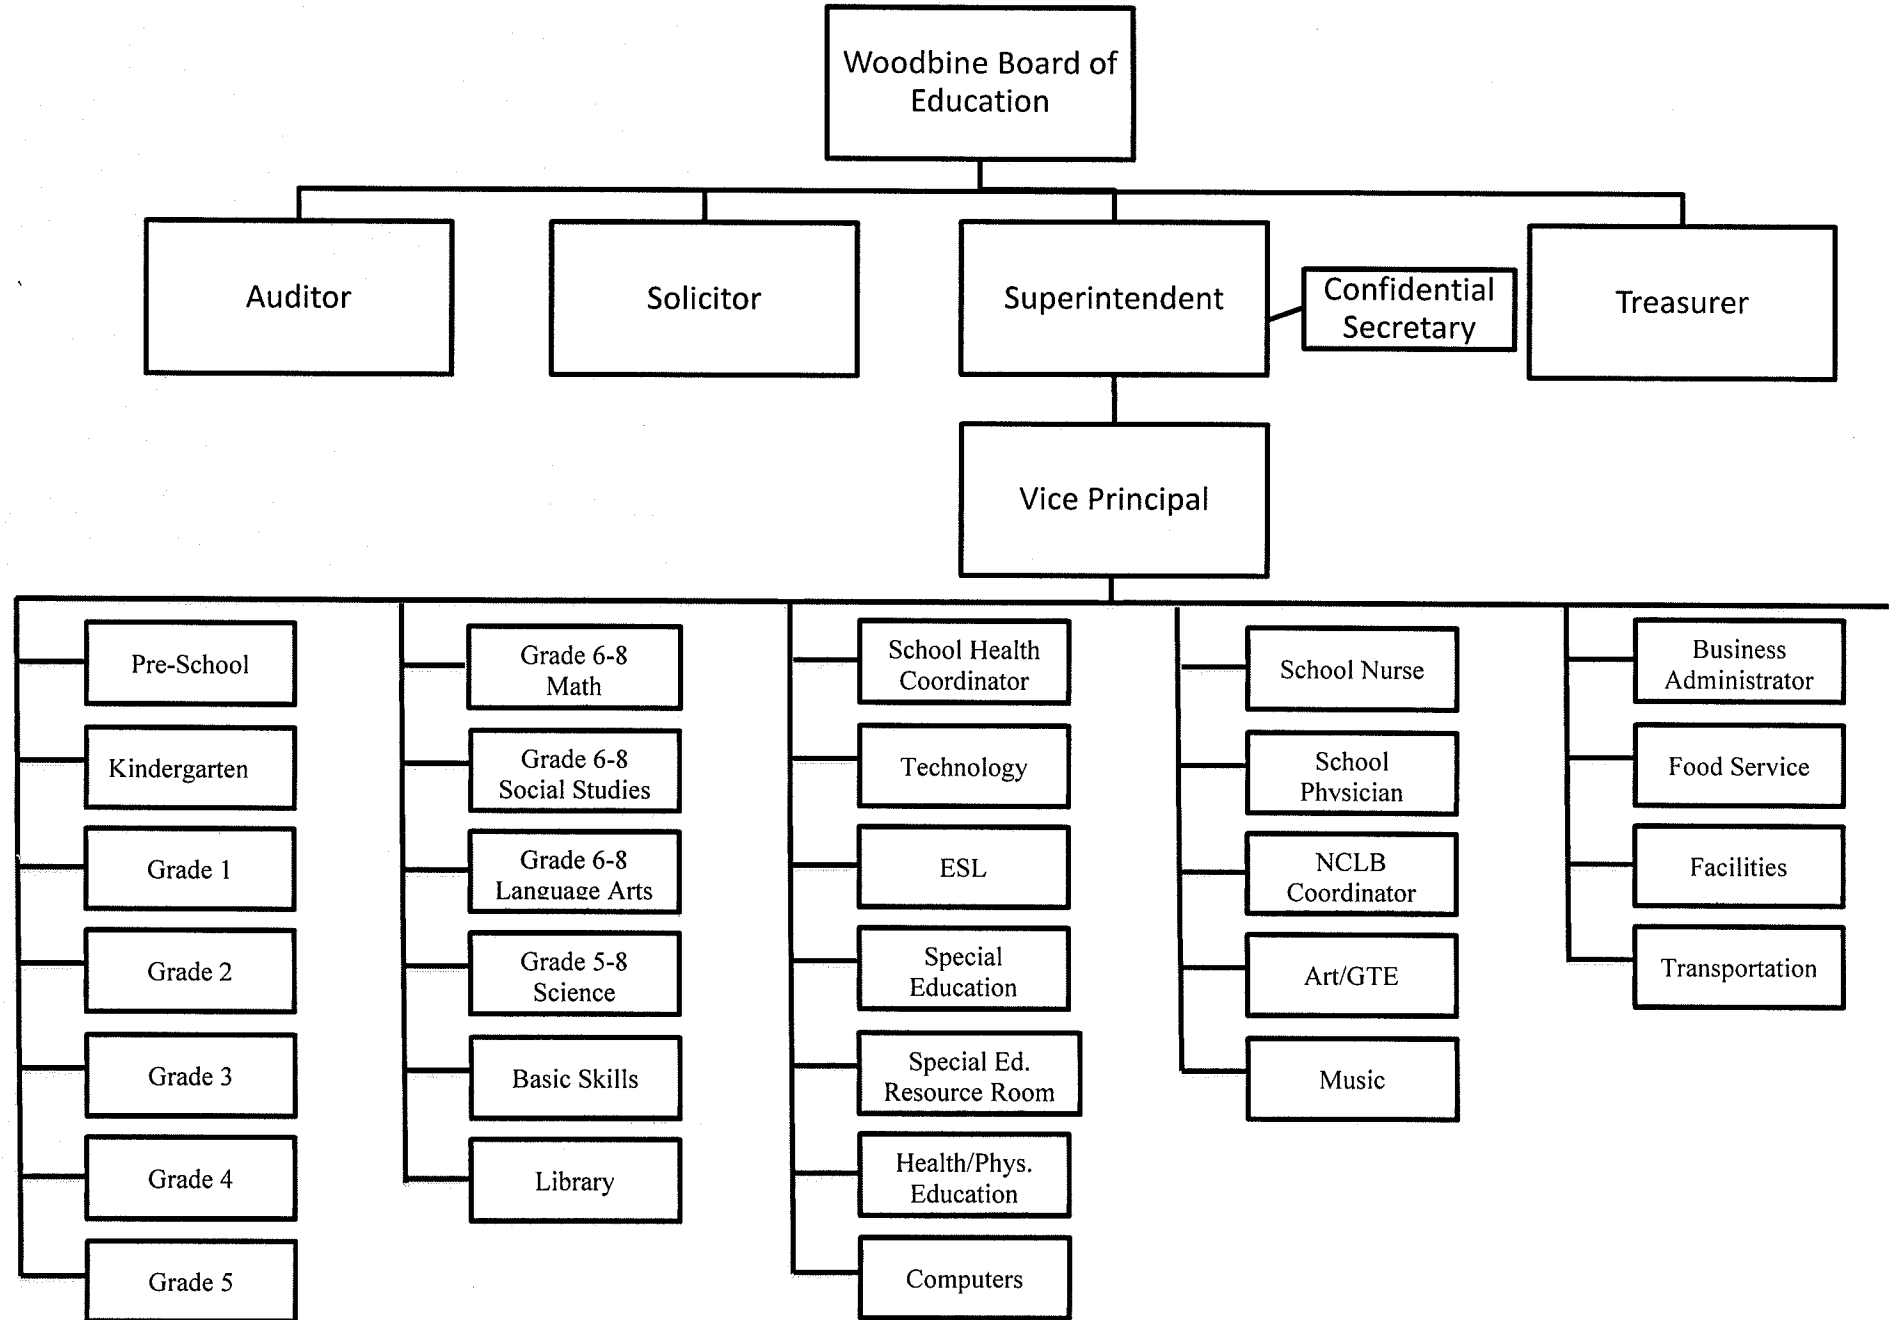 Woodbine Board of
Education
Auditor
Solicitor
Superintendent
Confidential
Secretary
Treasurer
Vice Principal
Pre-School
Kindergarten
Grade 1
Grade 2
Grade 3
Grade 4
Grade 5
Grade 6-8
Math
Grade 6-8
Social Studies
Grade 6-8
Language Arts
Grade 5-8
Science
Basic Skills
Library
School Health
Coordinator
Technology
ESL
Special
Education
Special Ed.
Resource Room
Health/Phys.
Education
Computers
School Nurse
School
Physician
NCLB
Coordinator
Art/GTE
Music
Business
Administrator
Food Service
Facilities
Transportation